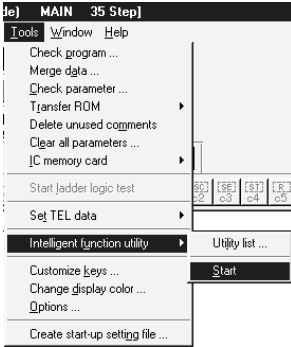 de) MAIN 35 Step]
Tools Window Help
Check program ...
Merge data ...
Check parameter ...
Transfer ROM
Delete unused comments
Clear all parameters ...
IC memory card
Start ladder logic test
Set TEL data
Intelligent function utility
Utility list ...
Start
Customize keys ...
Change display color ...
Options ...
Create start-up setting file ...